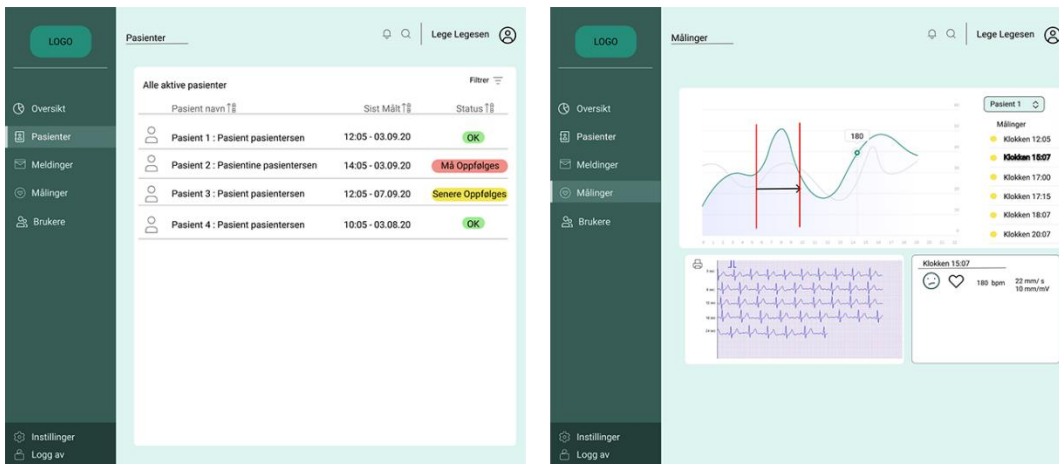 LOGO
Pasienter
Lege Legesen
Oversikt
Pasienter
Meldinger
Målinger
Brukere
Instillinger
Logg av
Alle aktive pasienter
Filtrer
Pasient navn Sist Målt Status
Pasient 1 : Pasient pasientersen 12:05 - 03.09.20 OK
Pasient 2 : Pasientine pasientersen 14:05 - 03.09.20 Må Oppfølges
Pasient 3 : Pasient pasientersen 12:05 - 07.09.20 Senere Oppfølges
Pasient 4 : Pasient pasientersen 10:05 - 03.08.20 OK
LOGO
Målinger
Lege Legesen
Oversikt
Pasienter
Meldinger
Målinger
Brukere
Instillinger
Logg av
180
Pasient 1
Målinger
Klokken 12:05
Klokkan 15:07
Klokken 17:00
Klokken 17:15
Klokken 18:07
Klokken 20:07
Klokken 15:07
180 bpm 22 mm/ s
10 mm/mV